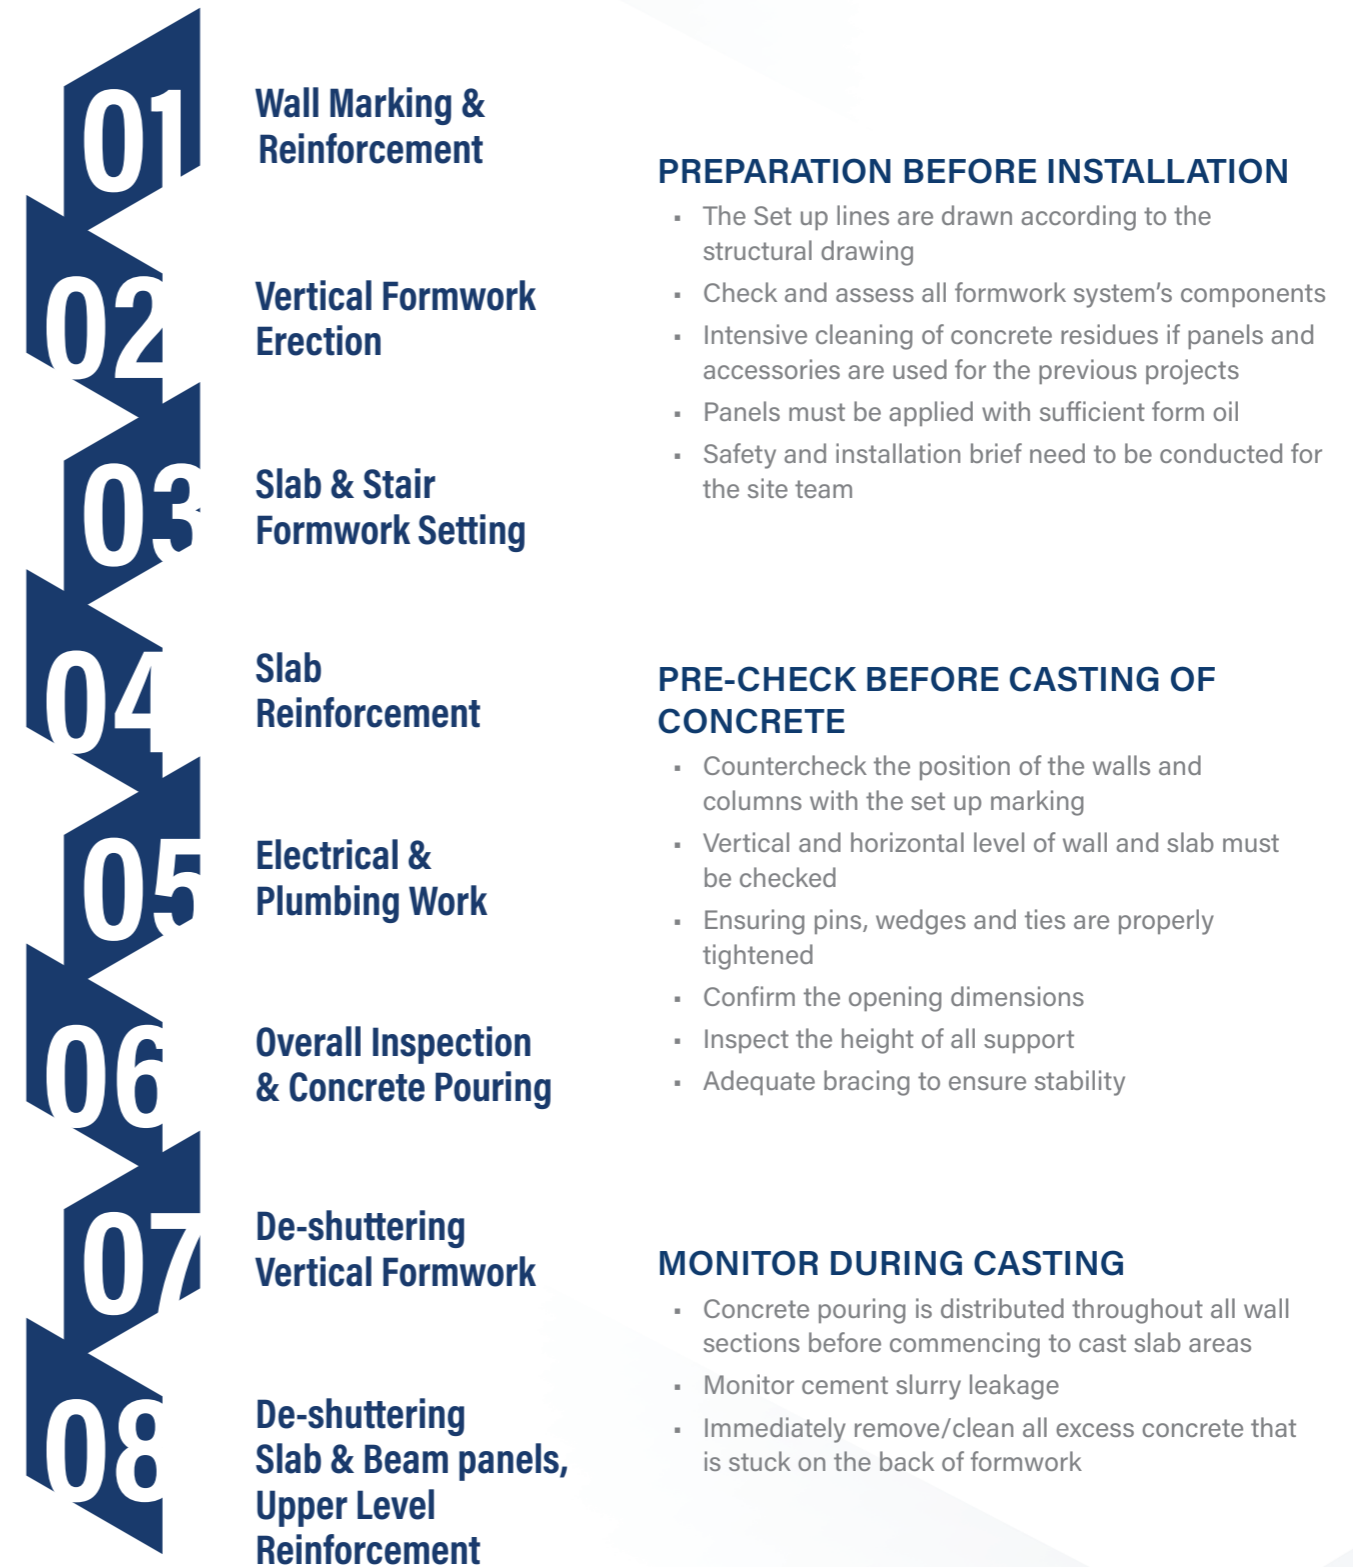 01
Wall Marking &
Reinforcement
02
Vertical Formwork
Erection
03
Slab & Stair
Formwork Setting
04
Slab
Reinforcement
05
Electrical &
Plumbing Work
06
Overall Inspection
& Concrete Pouring
07
De-shuttering
Vertical Formwork
08
De-shuttering
Slab & Beam panels,
Upper Level
Reinforcement
PREPARATION BEFORE INSTALLATION
▪ The Set up lines are drawn according to the
structural drawing
▪ Check and assess all formwork system’s components
▪ Intensive cleaning of concrete residues if panels and
accessories are used for the previous projects
▪ Panels must be applied with sufficient form oil
▪ Safety and installation brief need to be conducted for
the site team
PRE-CHECK BEFORE CASTING OF
CONCRETE
▪ Countercheck the position of the walls and
columns with the set up marking
▪ Vertical and horizontal level of wall and slab must
be checked
▪ Ensuring pins, wedges and ties are properly
tightened
▪ Confirm the opening dimensions
▪ Inspect the height of all support
▪ Adequate bracing to ensure stability
MONITOR DURING CASTING
▪ Concrete pouring is distributed throughout all wall
sections before commencing to cast slab areas
▪ Monitor cement slurry leakage
▪ Immediately remove/clean all excess concrete that
is stuck on the back of formwork